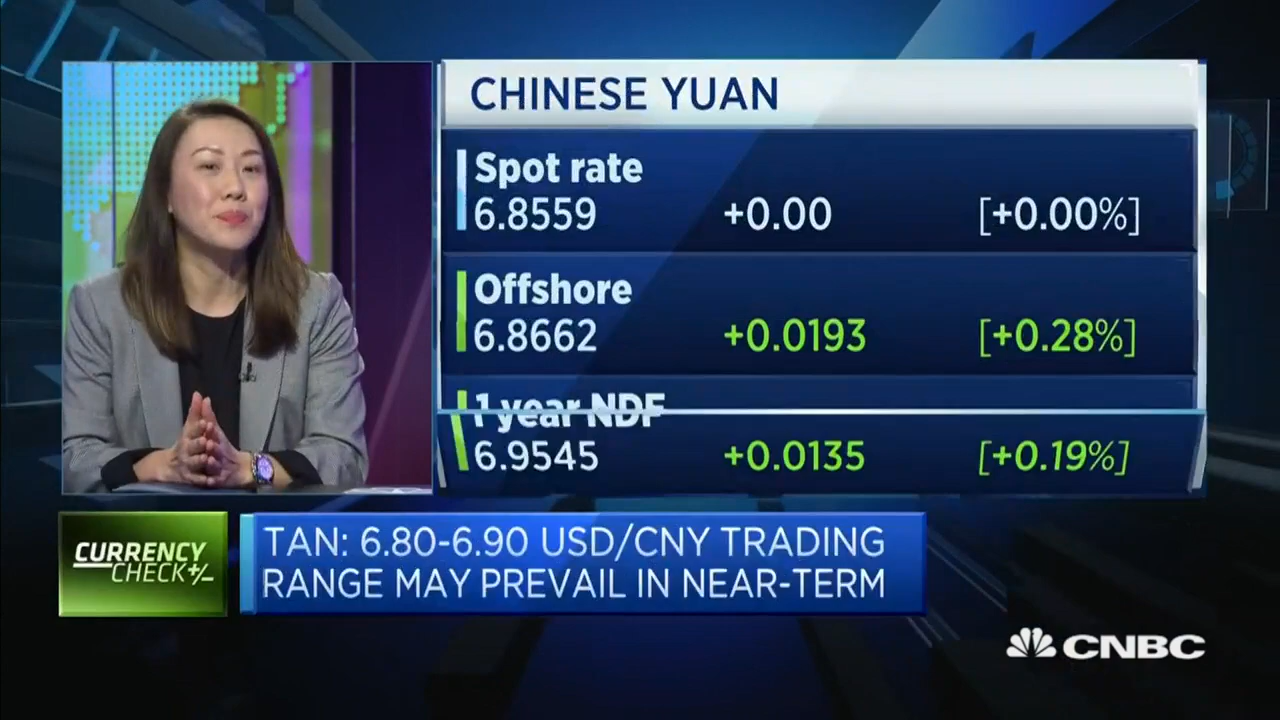 CHINESE YUAN
Spot rate
6.8559 +0.00 [+0.00%]
Offshore
6.8662 +0.0193 [+0.28%]
1 year NDF
6.9545 +0.0135 [+0.19%]
CURRENCY
CHECK+/-
TAN: 6.80-6.90 USD/CNY TRADING
RANGE MAY PREVAIL IN NEAR-TERM
CNBC